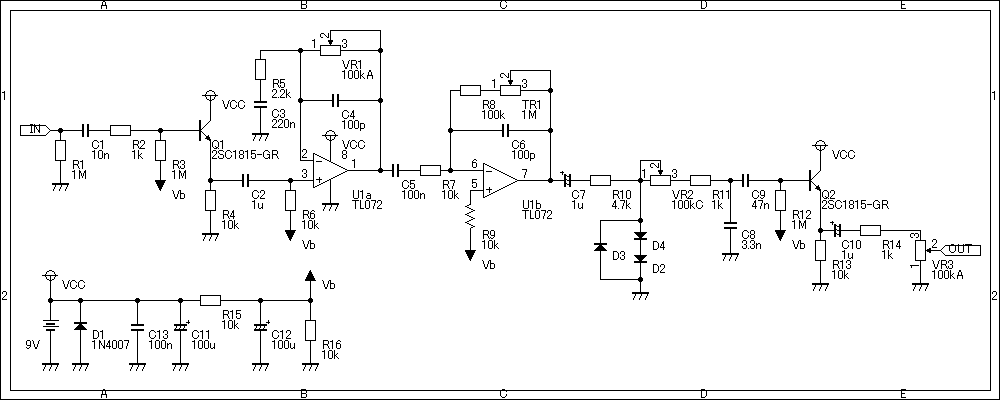 A B C D E
1 1
2 2
IN
R1
1M
C1
10n
R2
1k
R3
1M
Vb
VCC
Q1
2SC1815-GR
R4
10k
C2
1u
R5
2.2k
C3
220n
R6
10k
Vb
1 2 3
VR1
100kA
C4
100p
VCC
8
2
3
1
U1a
TL072
C5
100n
R7
10k
R8
100k
1 2 3
TR1
1M
C6
100p
6
5
7
U1b
TL072
R9
10k
Vb
C7
1u
R10
4.7k
D3
D4
D2
1 2 3
VR2
100kC
R11
1k
C8
3.3n
C9
47n
R12
1M
Vb
VCC
Q2
2SC1815-GR
R13
10k
C10
1u
R14
1k
3
2
1
VR3
100kA
OUT
VCC
9V
D1
1N4007
C13
100n
C11
100u
R15
10k
C12
100u
Vb
R16
10k
A B C D E